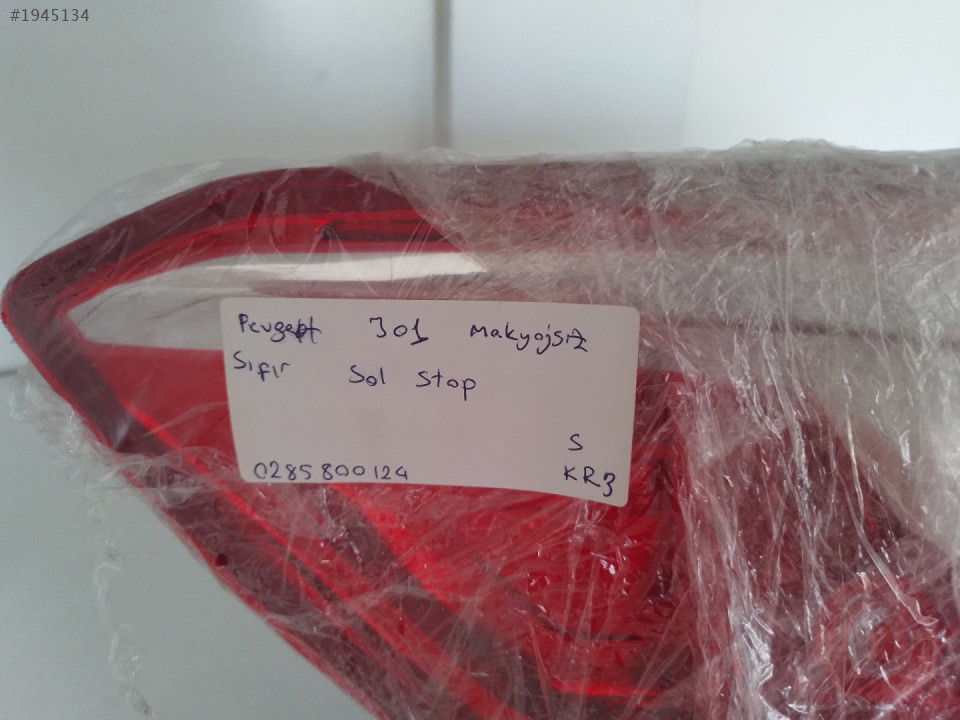 #1945134
Peugeot 301 makyajsız
Sıfır Sol Stop
S
0285800124 KR3